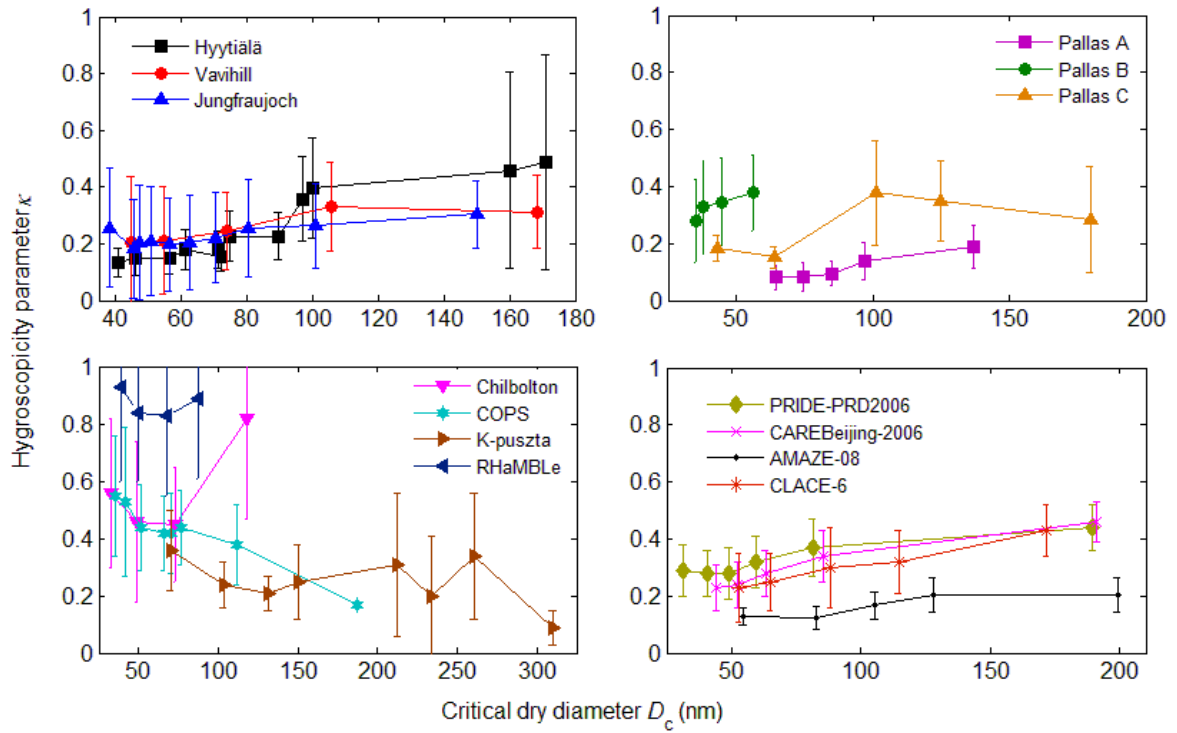 Hygroscopicity parameter κ
1
0.8
0.6
0.4
0.2
0
Hyytiälä
Vavihill
Jungfraujoch
40 60 80 100 120 140 160 180
1
0.8
0.6
0.4
0.2
0
Pallas A
Pallas B
Pallas C
50 100 150 200
1
0.8
0.6
0.4
0.2
0
Chilbolton
COPS
K-puszta
RHaMBLe
50 100 150 200 250 300
1
0.8
0.6
0.4
0.2
0
PRIDE-PRD2006
CAREBeijing-2006
AMAZE-08
CLACE-6
50 100 150 200
Critical dry diameter Dc (nm)